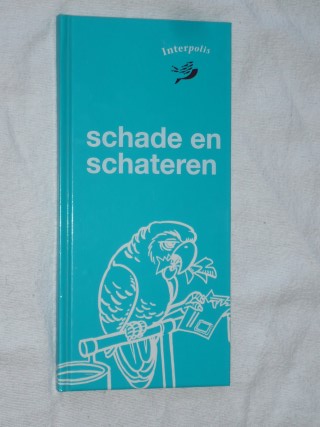 Interpolis
schade en
schateren